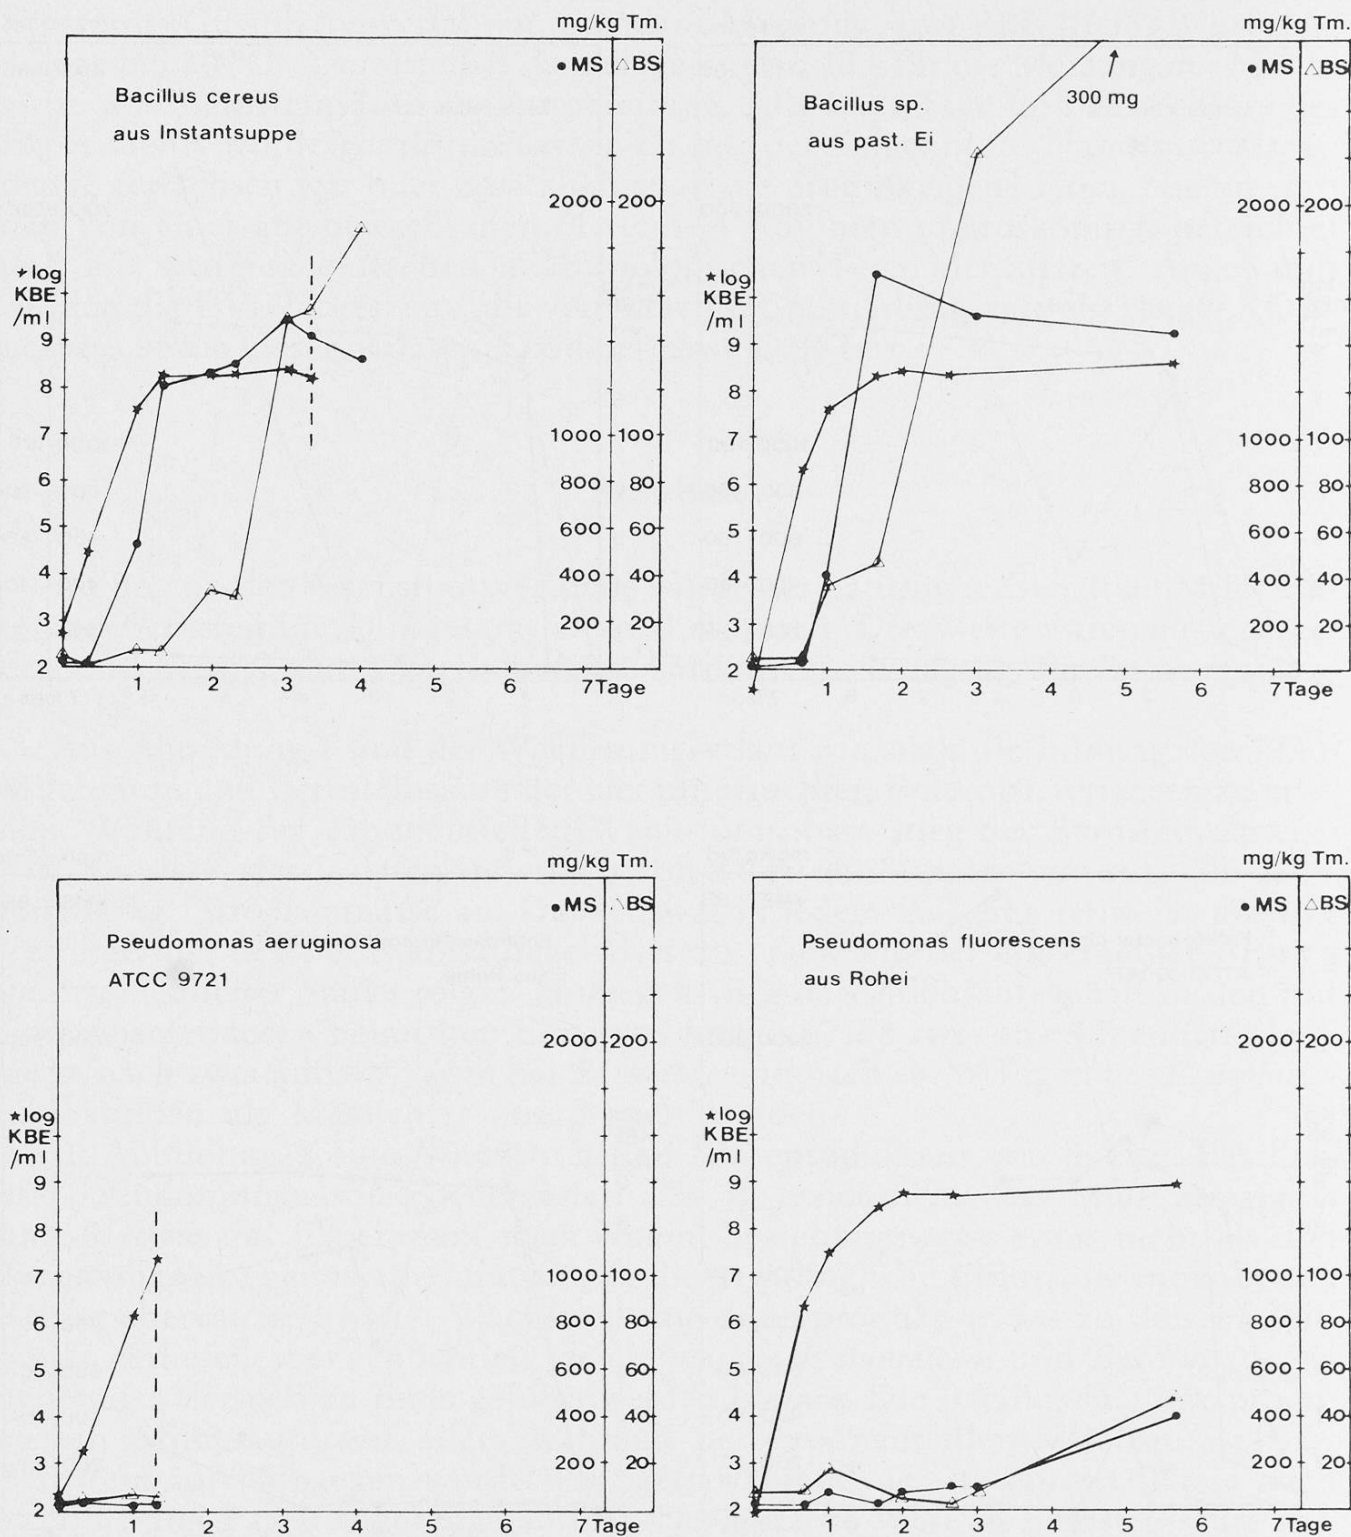 mg/kg Tm.
● MS △ BS
Bacillus cereus
aus Instantsuppe
2000 200
★ log
KBE
/ml
9
8
7 1000 100
6 800 80
5 600 60
4 400 40
3 200 20
2
1 2 3 4 5 6 7 Tage
mg/kg Tm.
● MS △ BS
300 mg
Bacillus sp.
aus past. Ei
2000 200
★ log
KBE
/ml
9
8
7 1000 100
6 800 80
5 600 60
4 400 40
3 200 20
2
1 2 3 4 5 6 7 Tage
mg/kg Tm.
● MS △ BS
Pseudomonas aeruginosa
ATCC 9721
2000 200
★ log
KBE
/ml
9
8
7 1000 100
6 800 80
5 600 60
4 400 40
3 200 20
2
1 2 3 4 5 6 7 Tage
mg/kg Tm.
● MS △ BS
Pseudomonas fluorescens
aus Rohei
2000 200
★ log
KBE
/ml
9
8
7 1000 100
6 800 80
5 600 60
4 400 40
3 200 20
2
1 2 3 4 5 6 7 Tage